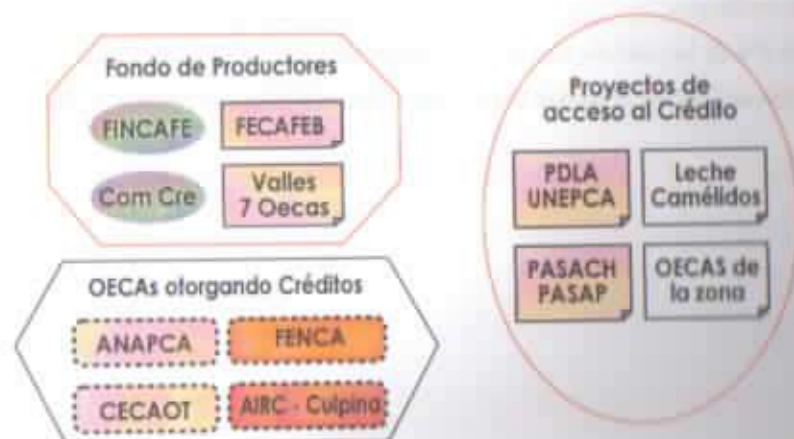 Fondo de Productores
FINCAFE
FECAFEB
Com Cre
Valles
7 Oecas
OECAs otorgando Créditos
ANAPCA
FENCA
CECAOT
AIRC - Culpina
Proyectos de
acceso al Crédito
PDLA
UNEPCA
Leche
Camélidos
PASACH
PASAP
OECAS de
la zona